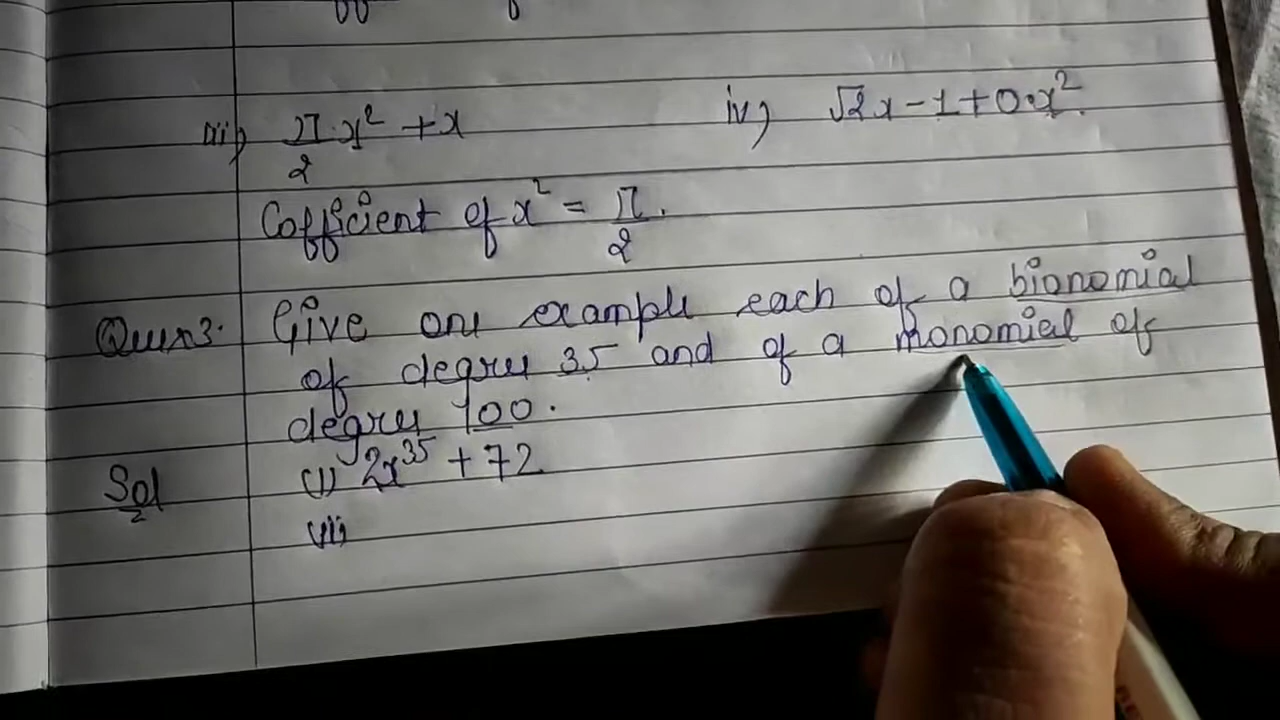 iii) π/2 · x² + x    iv) √2x - 1 + 0·x².
Cofficient of x² = π/2.
Ques3. Give one example each of a bionomial
of degree 35 and of a monomial of
degree 100.
Sol (i) 2x³⁵ + 72
(ii)